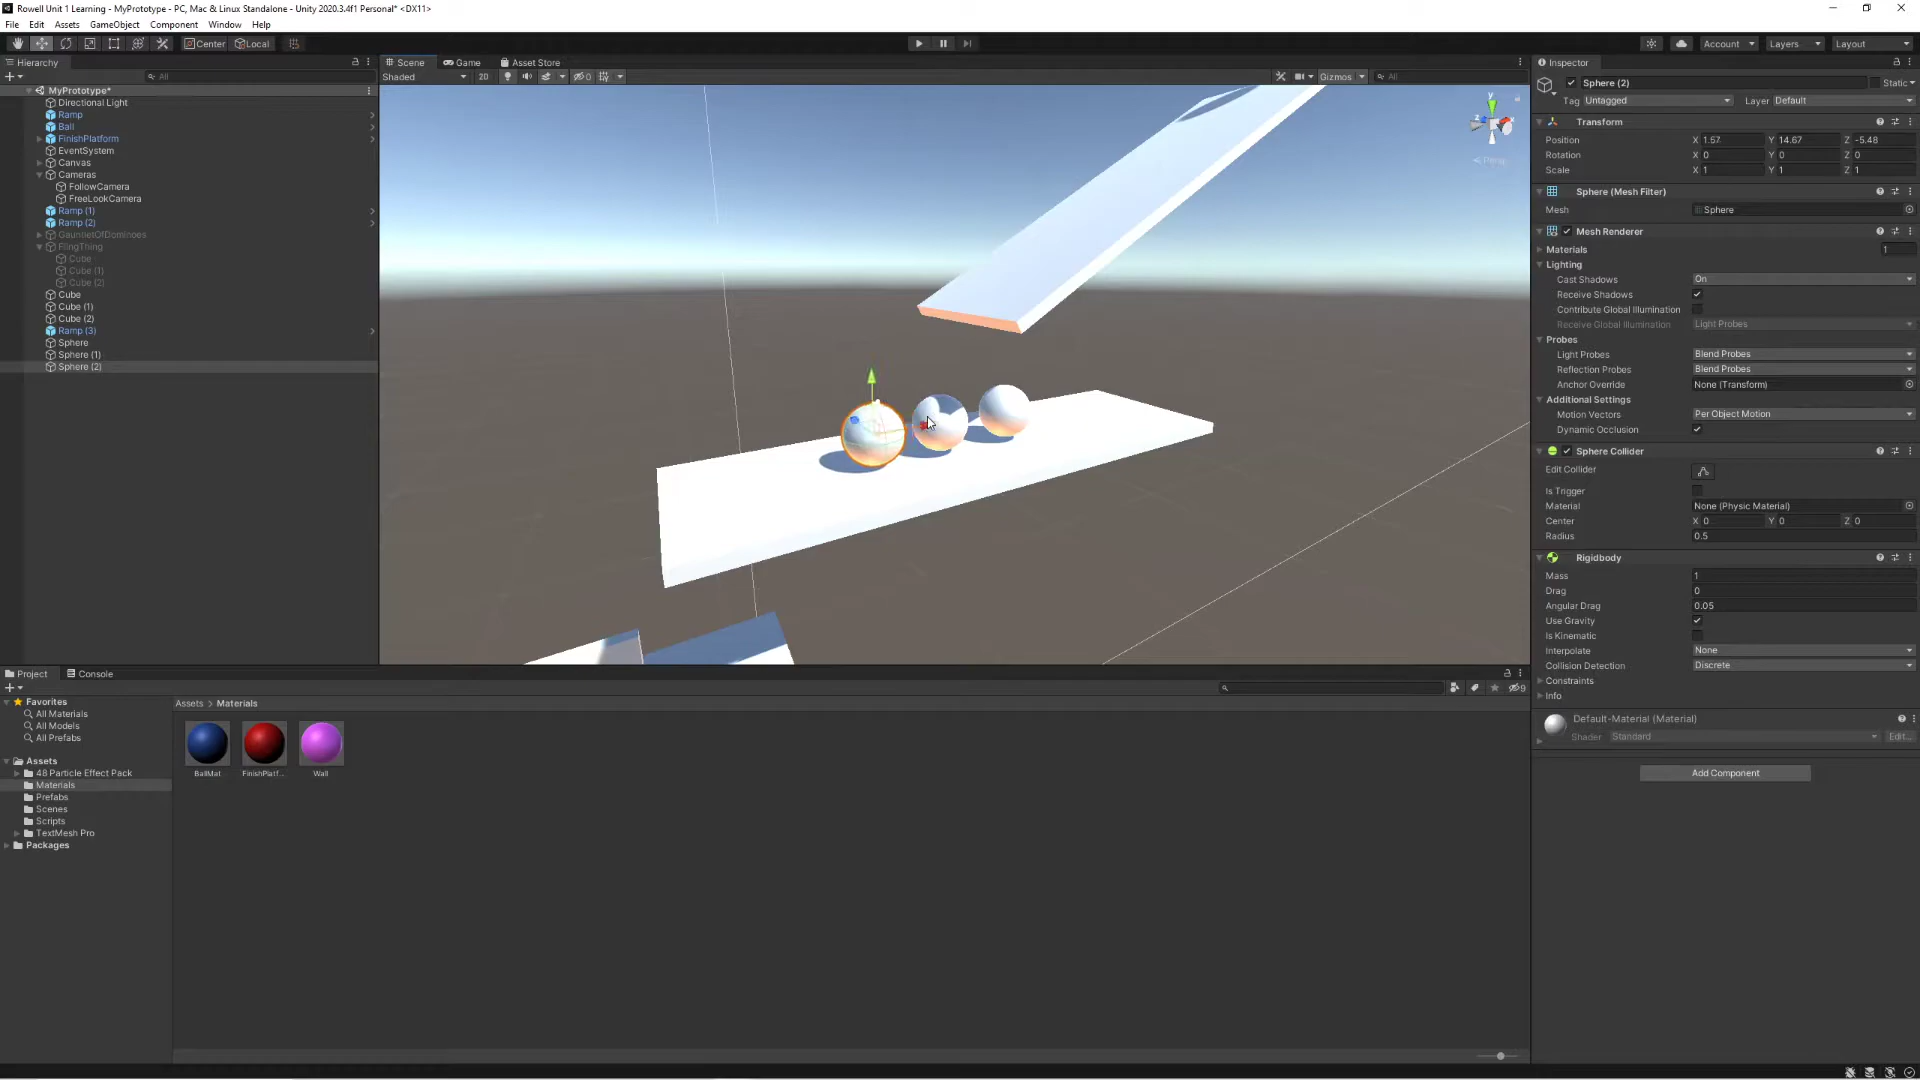 Rowell Unit 1 Learning - MyPrototype - PC, Mac & Linux Standalone - Unity 2020.3.4f1 Personal* <DX11>
File Edit Assets GameObject Component Window Help
Center Local
Account Layers Layout
Hierarchy
All
MyPrototype*
Directional Light
Ramp
Ball
FinishPlatform
EventSystem
Canvas
Cameras
FollowCamera
FreeLookCamera
Ramp (1)
Ramp (2)
GauntletOfDominoes
FlingThing
Cube
Cube (1)
Cube (2)
Cube
Cube (1)
Cube (2)
Ramp (3)
Sphere
Sphere (1)
Sphere (2)
Scene Game Asset Store
Shaded 2D 0 Gizmos All
y
z x
Persp
Inspector
Sphere (2) Static
Tag Untagged Layer Default
Transform
Position X 1.57 Y 14.67 Z -5.48
Rotation X 0 Y 0 Z 0
Scale X 1 Y 1 Z 1
Sphere (Mesh Filter)
Mesh Sphere
Mesh Renderer
Materials 1
Lighting
Cast Shadows On
Receive Shadows
Contribute Global Illumination
Receive Global Illumination Light Probes
Probes
Light Probes Blend Probes
Reflection Probes Blend Probes
Anchor Override None (Transform)
Additional Settings
Motion Vectors Per Object Motion
Dynamic Occlusion
Sphere Collider
Edit Collider
Is Trigger
Material None (Physic Material)
Center X 0 Y 0 Z 0
Radius 0.5
Rigidbody
Mass 1
Drag 0
Angular Drag 0.05
Use Gravity
Is Kinematic
Interpolate None
Collision Detection Discrete
Constraints
Info
Default-Material (Material)
Shader Standard Edit...
Add Component
Project Console
9
Favorites
All Materials
All Models
All Prefabs
Assets
48 Particle Effect Pack
Materials
Prefabs
Scenes
Scripts
TextMesh Pro
Packages
Assets > Materials
BallMat FinishPlatf... Wall